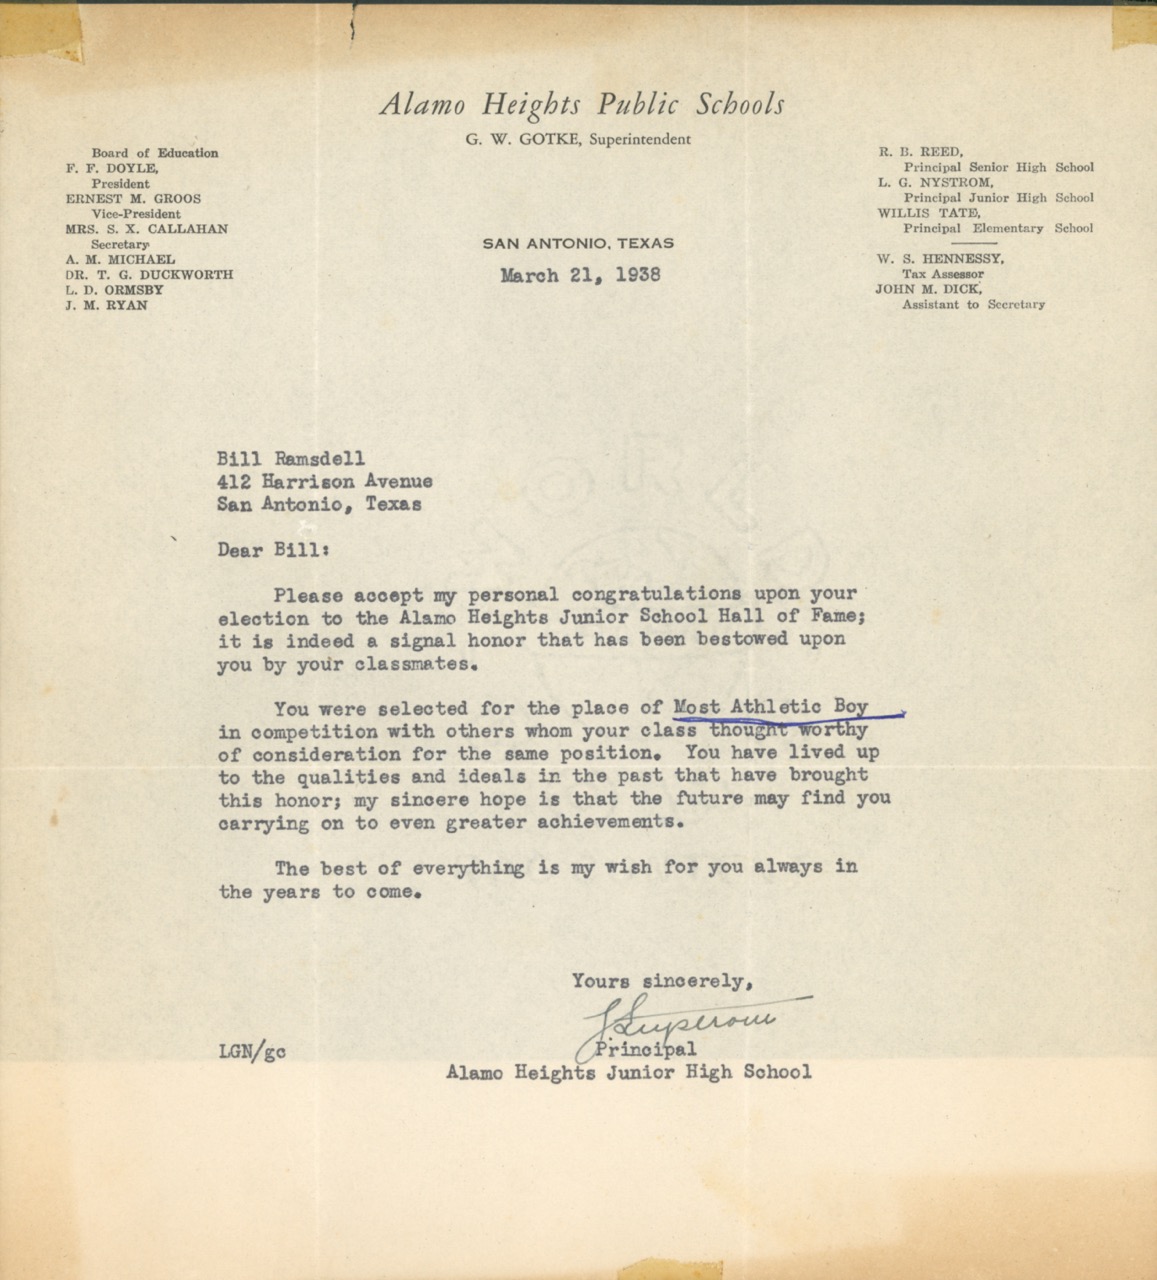 Alamo Heights Public Schools
G. W. GOTKE, Superintendent
Board of Education
F. F. DOYLE,
President
ERNEST M. GROOS
Vice-President
MRS. S. X. CALLAHAN
Secretary
A. M. MICHAEL
DR. T. G. DUCKWORTH
L. D. ORMSBY
J. M. RYAN
R. B. REED,
Principal Senior High School
L. G. NYSTROM,
Principal Junior High School
WILLIS TATE,
Principal Elementary School
W. S. HENNESSY,
Tax Assessor
JOHN M. DICK,
Assistant to Secretary
SAN ANTONIO, TEXAS
March 21, 1938
Bill Ramsdell
412 Harrison Avenue
San Antonio, Texas
Dear Bill:
Please accept my personal congratulations upon your
election to the Alamo Heights Junior School Hall of Fame;
it is indeed a signal honor that has been bestowed upon
you by your classmates.
You were selected for the place of Most Athletic Boy
in competition with others whom your class thought worthy
of consideration for the same position. You have lived up
to the qualities and ideals in the past that have brought
this honor; my sincere hope is that the future may find you
carrying on to even greater achievements.
The best of everything is my wish for you always in
the years to come.
Yours sincerely,
LGN/gc
Principal
Alamo Heights Junior High School